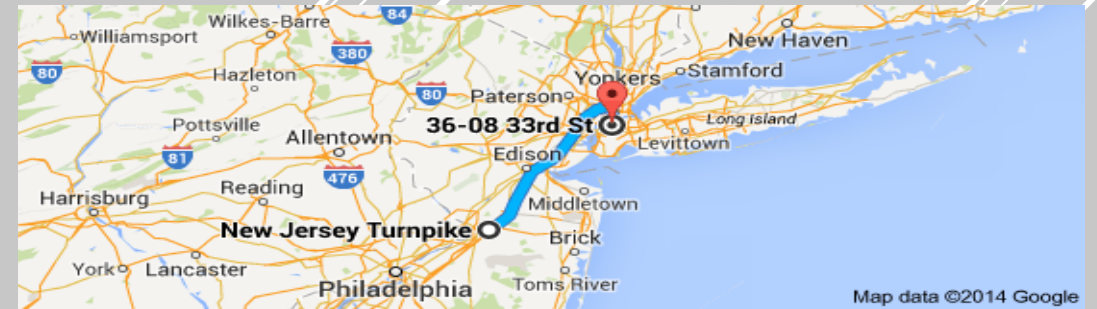 Wilkes-Barre
84
Williamsport
New Haven
380
80
Hazleton
Yonkers
Stamford
80
Paterson
Pottsville
36-08 33rd St
Long Island
Allentown
Levittown
81
Edison
476
Reading
Harrisburg
Middletown
New Jersey Turnpike
Brick
York
Lancaster
Philadelphia
Toms River
Map data ©2014 Google